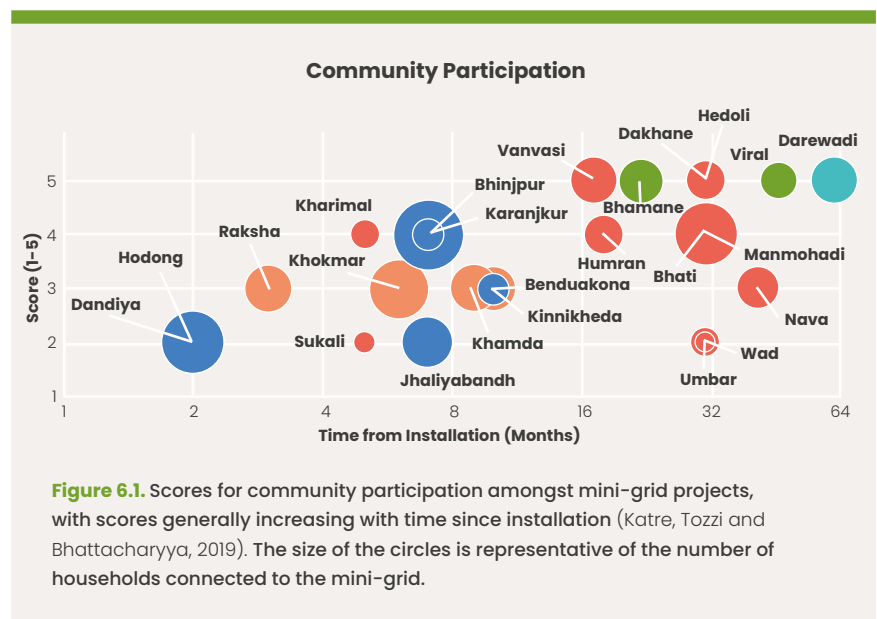 Community Participation
Hedoli
Dakhane
Viral
Darewadi
Vanvasi
Bhinjpur
Bhamane
Kharimal
Karanjkur
Raksha
Khokmar
Hodong
Humran
Bhati
Manmohadi
Dandiya
Benduakona
Kinnikheda
Nava
Sukali
Khamda
Wad
Jhaliyabandh
Umbar
Score (1–5)
5
4
3
2
1
1
2
4
8
16
32
64
Time from Installation (Months)
Figure 6.1. Scores for community participation amongst mini-grid projects,
with scores generally increasing with time since installation (Katre, Tozzi and
Bhattacharyya, 2019). The size of the circles is representative of the number of
households connected to the mini-grid.